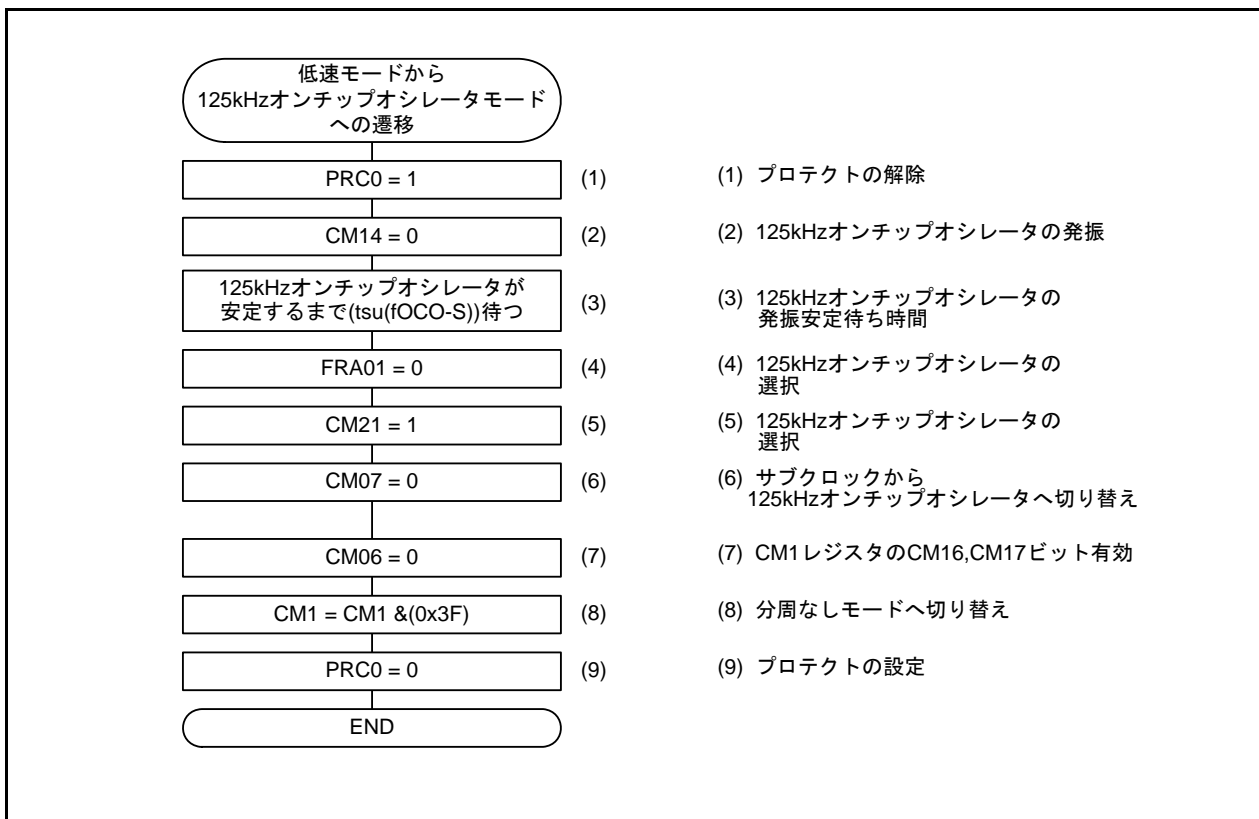 低速モードから
125kHzオンチップオシレータモード
への遷移
PRC0 = 1
(1)
(1) プロテクトの解除
CM14 = 0
(2)
(2) 125kHzオンチップオシレータの発振
125kHzオンチップオシレータが
安定するまで(tsu(fOCO-S))待つ
(3)
(3) 125kHzオンチップオシレータの
発振安定待ち時間
FRA01 = 0
(4)
(4) 125kHzオンチップオシレータの
選択
CM21 = 1
(5)
(5) 125kHzオンチップオシレータの
選択
CM07 = 0
(6)
(6) サブクロックから
125kHzオンチップオシレータへ切り替え
CM06 = 0
(7)
(7) CM1レジスタのCM16,CM17ビット有効
CM1 = CM1 &(0x3F)
(8)
(8) 分周なしモードへ切り替え
PRC0 = 0
(9)
(9) プロテクトの設定
END